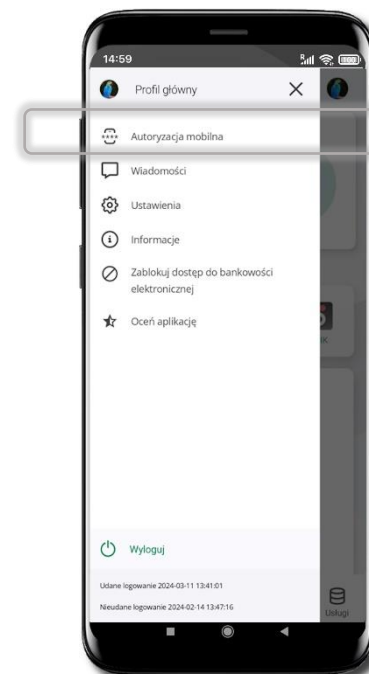 14:59
Profil główny
Autoryzacja mobilna
Wiadomości
Ustawienia
Informacje
Zablokuj dostęp do bankowości
elektronicznej
Oceń aplikację
Wyloguj
Udane logowanie 2024-03-11 13:41:01
Nieudane logowanie 2024-02-14 13:47:16
Usługi